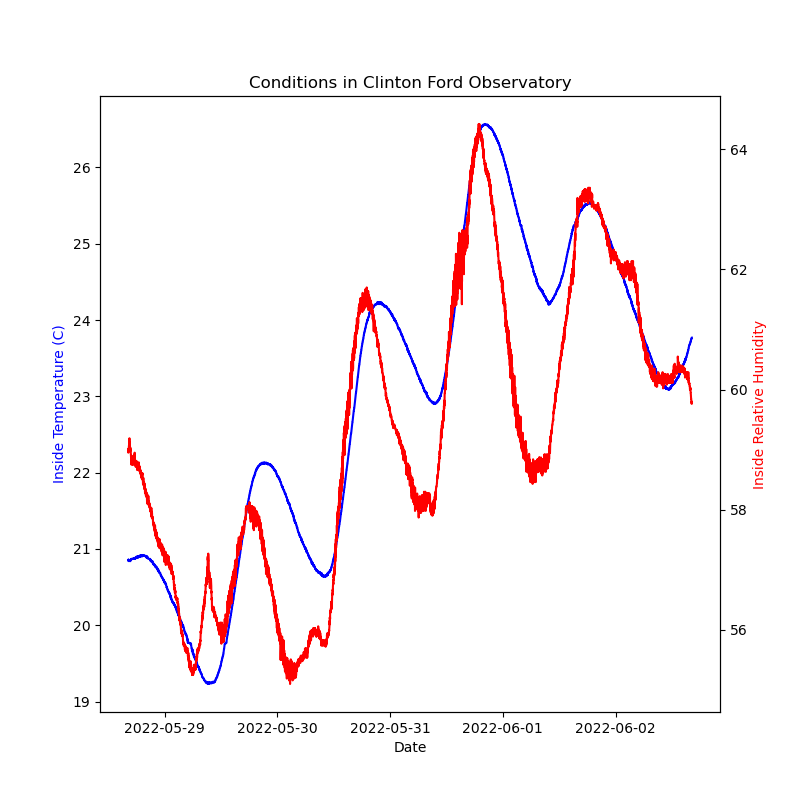 Conditions in Clinton Ford Observatory
26
25
24
23
22
21
20
19
Inside Temperature (C)
64
62
60
58
56
Inside Relative Humidity
2022-05-29 2022-05-30 2022-05-31 2022-06-01 2022-06-02
Date